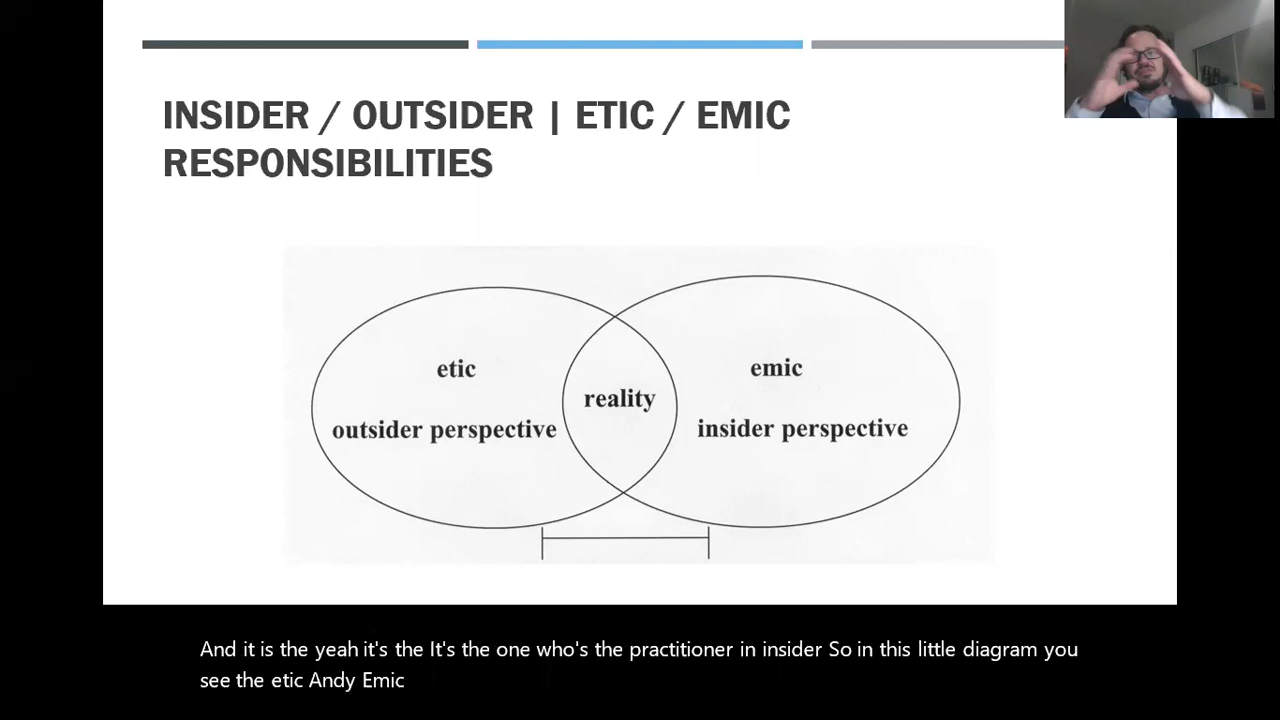 INSIDER / OUTSIDER | ETIC / EMIC
RESPONSIBILITIES
etic
emic
reality
outsider perspective
insider perspective
And it is the yeah it's the It's the one who's the practitioner in insider So in this little diagram you
see the etic Andy Emic